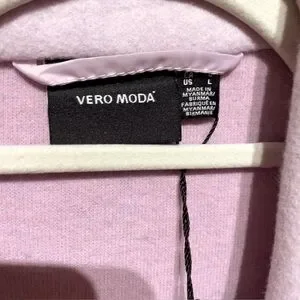 VERO MODA
US L
MADE IN
MYANMAR/
BURMA
FABRIQUÉ EN
MYANMAR/
BIRMANIE